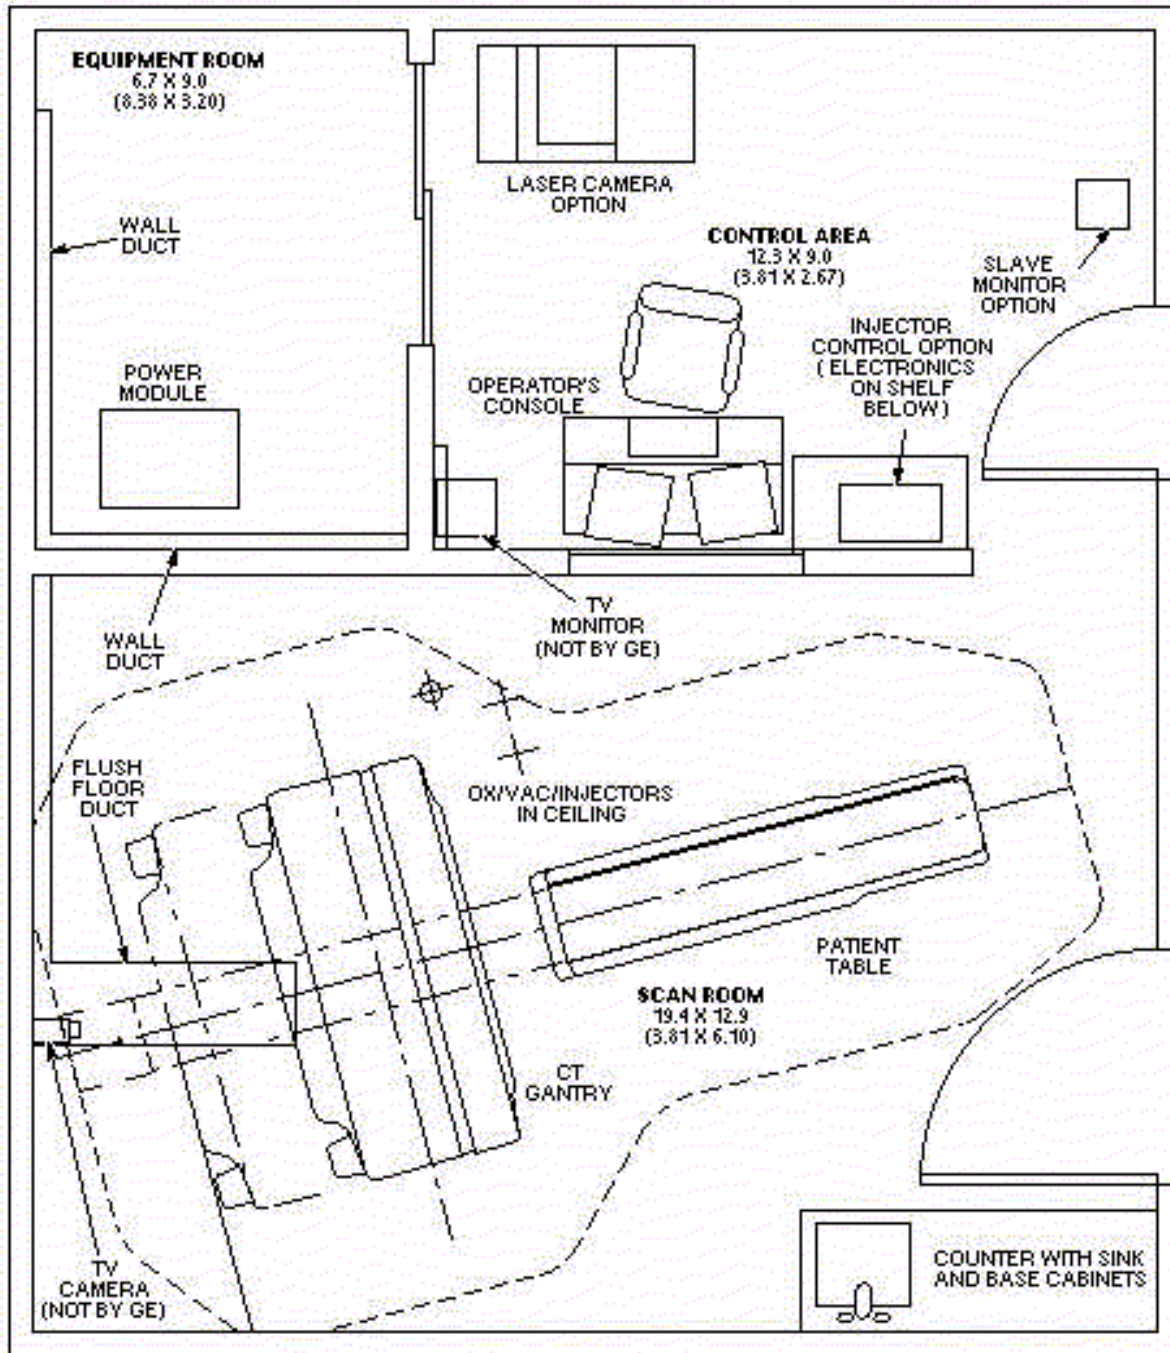 EQUIPMENT ROOM
6.7 X 9.0
(8.38 X 3.20)
LASER CAMERA
OPTION
WALL
DUCT
CONTROL AREA
12.3 X 9.0
(3.81 X 2.67)
SLAVE
MONITOR
OPTION
INJECTOR
CONTROL OPTION
( ELECTRONICS
ON SHELF
BELOW )
POWER
MODULE
OPERATOR'S
CONSOLE
TV
MONITOR
(NOT BY GE)
WALL
DUCT
FLUSH
FLOOR
DUCT
OX/VAC/INJECTORS
IN CEILING
PATIENT
TABLE
SCAN ROOM
19.4 X 12.9
(3.81 X 6.10)
CT
GANTRY
TV
CAMERA
(NOT BY GE)
COUNTER WITH SINK
AND BASE CABINETS